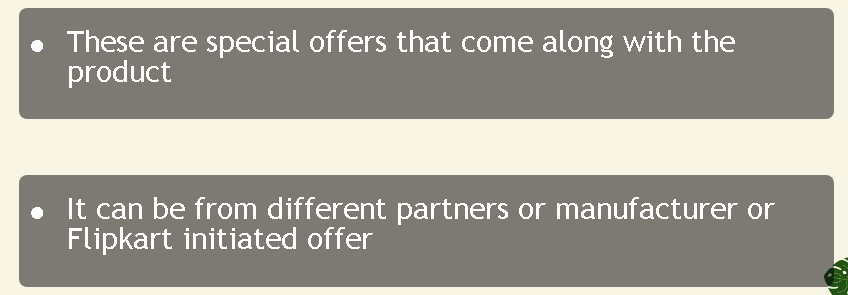 • These are special offers that come along with the
product
• It can be from different partners or manufacturer or
Flipkart initiated offer